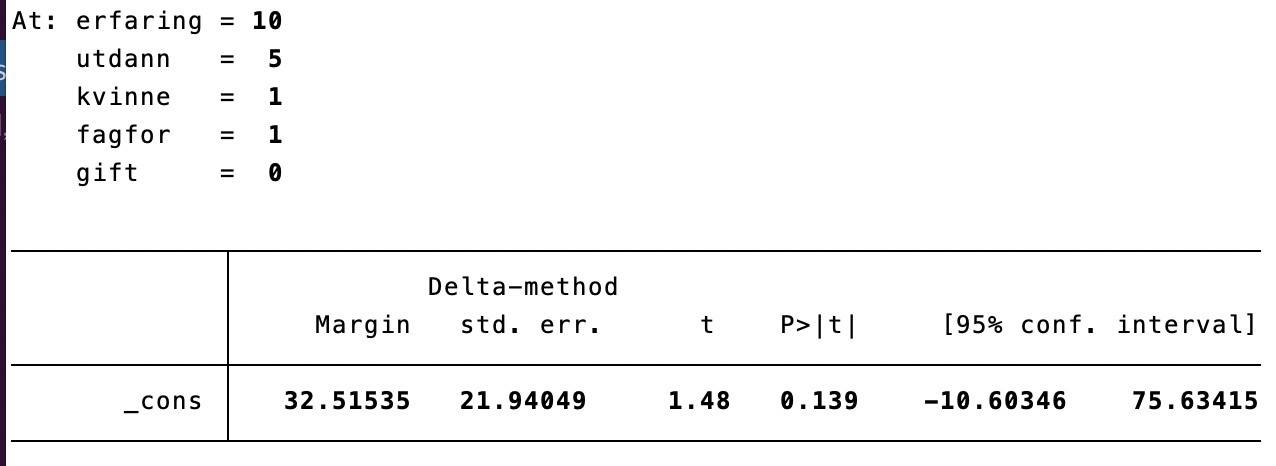 At: erfaring = 10
utdann = 5
kvinne = 1
fagfor = 1
gift = 0
Delta-method
Margin std. err. t P>|t| [95% conf. interval]
_cons 32.51535 21.94049 1.48 0.139 -10.60346 75.63415